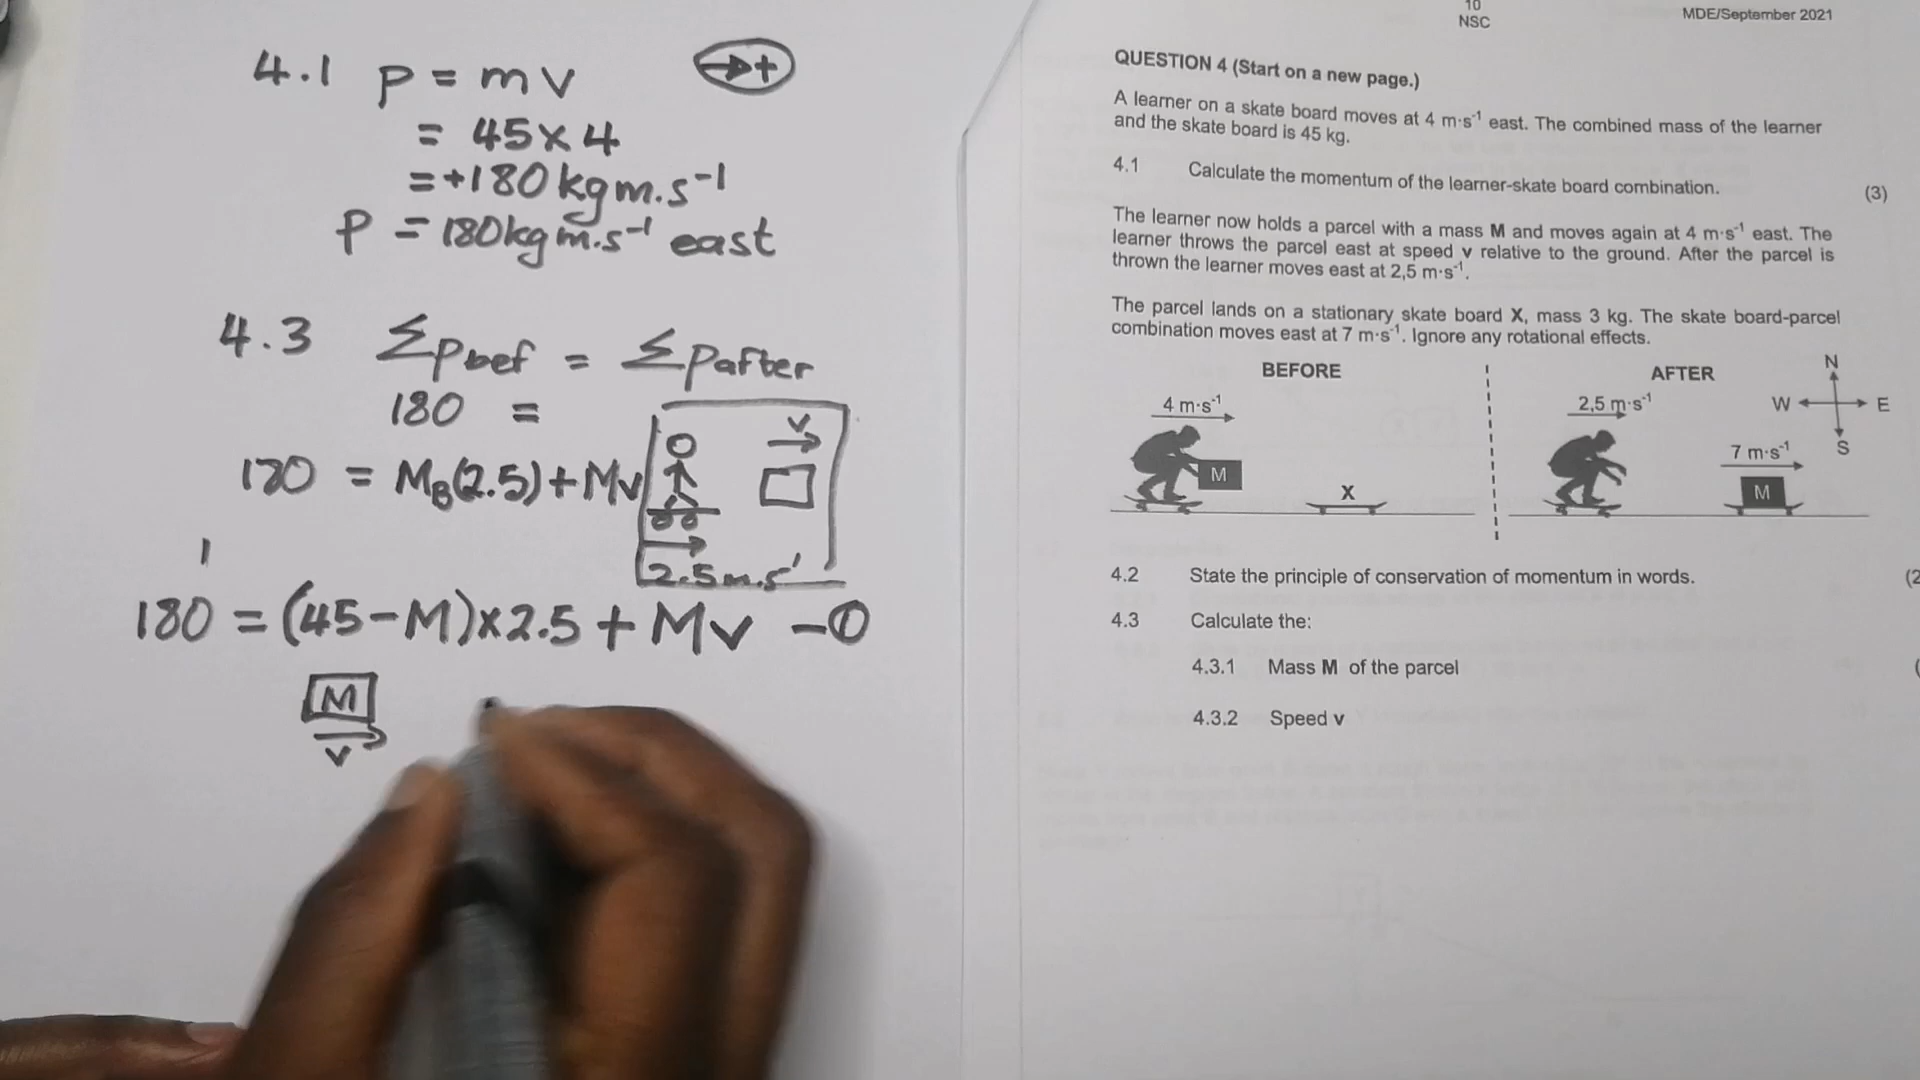 4.1 p = mv →+
= 45×4
=+180kgm.s⁻¹
P = 180kgm.s⁻¹ east
4.3 Σpbef = Σpafter
180 =
180 = MB(2.5)+Mv
v
2.5m.s⁻¹
1
180 = (45-M)×2.5 + Mv -①
M
v
10
NSC
MDE/September 2021
QUESTION 4 (Start on a new page.)
A learner on a skate board moves at 4 m·s⁻¹ east. The combined mass of the learner
and the skate board is 45 kg.
4.1 Calculate the momentum of the learner-skate board combination. (3)
The learner now holds a parcel with a mass M and moves again at 4 m·s⁻¹ east. The
learner throws the parcel east at speed v relative to the ground. After the parcel is
thrown the learner moves east at 2,5 m·s⁻¹.
The parcel lands on a stationary skate board X, mass 3 kg. The skate board-parcel
combination moves east at 7 m·s⁻¹. Ignore any rotational effects.
BEFORE AFTER
N
W E
S
4 m·s⁻¹ 2,5 m·s⁻¹
7 m·s⁻¹
M X M
4.2 State the principle of conservation of momentum in words. (2
4.3 Calculate the:
4.3.1 Mass M of the parcel (
4.3.2 Speed v